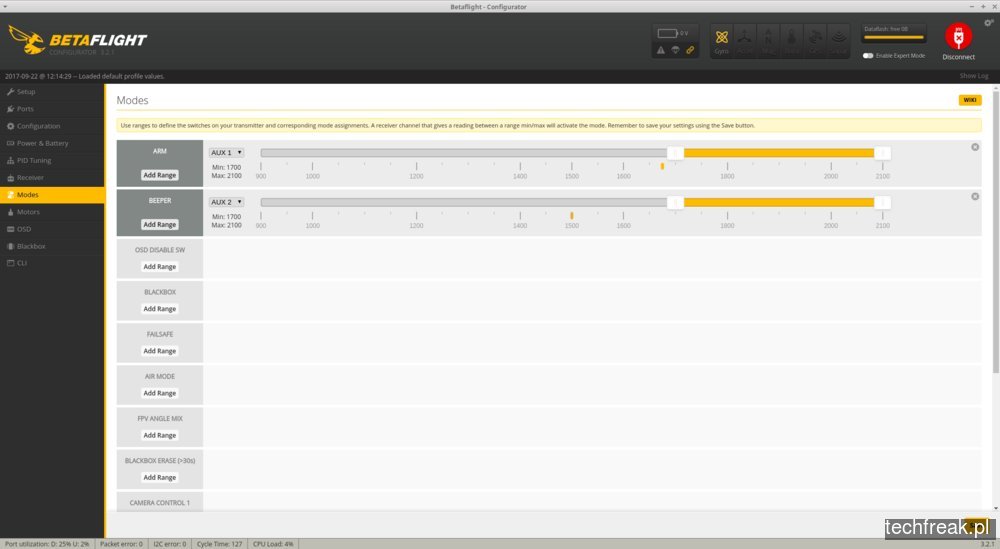 Betaflight - Configurator
BETAFLIGHT
CONFIGURATOR 3.2.1
0 V
Gyro
Dataflash: free 0B
Enable Expert Mode
Disconnect
2017-09-22 @ 12:14:29 -- Loaded default profile values.
Show Log
Setup
Ports
Configuration
Power & Battery
PID Tuning
Receiver
Modes
Motors
OSD
Blackbox
CLI
Modes
WIKI
Use ranges to define the switches on your transmitter and corresponding mode assignments. A receiver channel that gives a reading between a range min/max will activate the mode. Remember to save your settings using the Save button.
ARM
Add Range
AUX 1
Min: 1700
Max: 2100
900 1000 1200 1400 1500 1600 1800 2000 2100
BEEPER
Add Range
AUX 2
Min: 1700
Max: 2100
900 1000 1200 1400 1500 1600 1800 2000 2100
OSD DISABLE SW
Add Range
BLACKBOX
Add Range
FAILSAFE
Add Range
AIR MODE
Add Range
FPV ANGLE MIX
Add Range
BLACKBOX ERASE (>30s)
Add Range
CAMERA CONTROL 1
techfreak.pl
Port utilization: D: 25% U: 2%
Packet error: 0
I2C error: 0
Cycle Time: 127
CPU Load: 4%
3.2.1